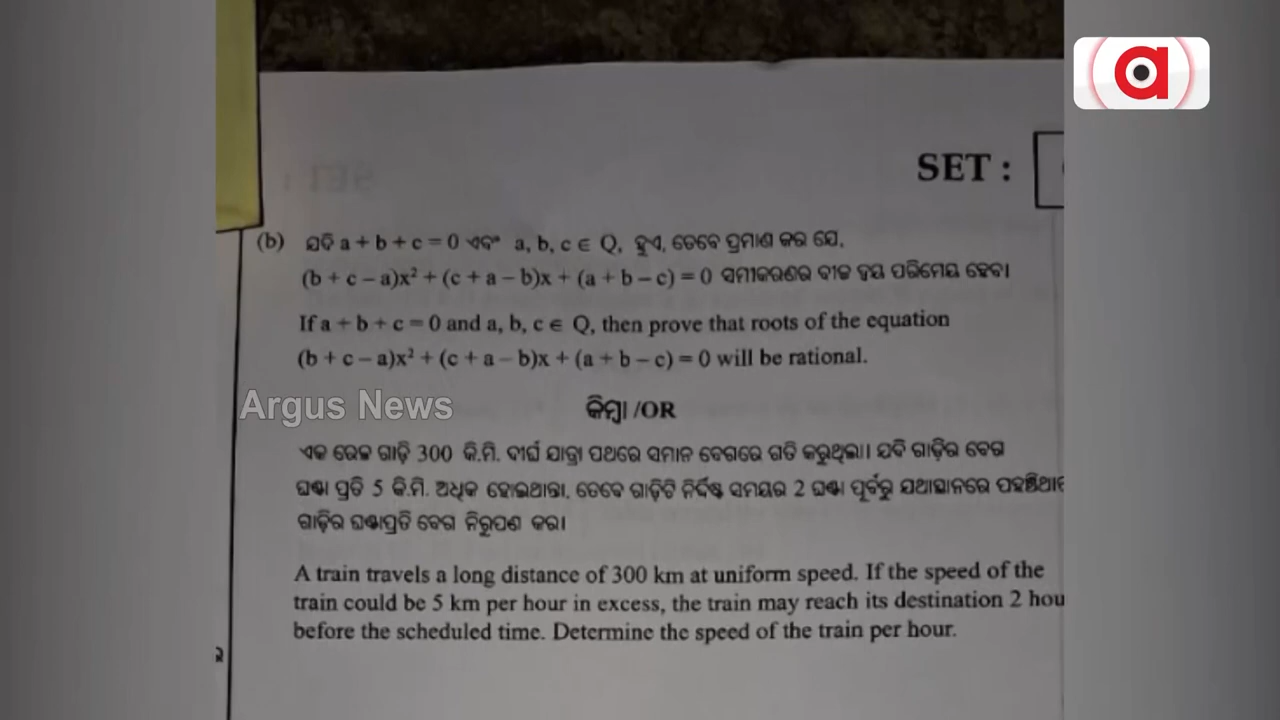 a
SET :
(b) ଯଦି a + b + c = 0 ଏବଂ a, b, c ∈ Q, ହୁଏ, ତେବେ ପ୍ରମାଣ କର ଯେ,
(b + c – a)x² + (c + a – b)x + (a + b – c) = 0 ସମୀକରଣର ବୀଜ ଦ୍ୱୟ ପରିମେୟ ହେବ।
If a + b + c = 0 and a, b, c ∈ Q, then prove that roots of the equation
(b + c – a)x² + (c + a – b)x + (a + b – c) = 0 will be rational.
Argus News
କିମ୍ବା /OR
ଏକ ରେଳ ଗାଡ଼ି 300 କି.ମି. ଦୀର୍ଘ ଯାତ୍ରା ପଥରେ ସମାନ ବେଗରେ ଗତି କରୁଥିଲା। ଯଦି ଗାଡ଼ିର ବେଗ
ଘଣ୍ଟା ପ୍ରତି 5 କି.ମି. ଅଧିକ ହୋଇଥାନ୍ତା, ତେବେ ଗାଡ଼ିଟି ନିର୍ଦ୍ଦିଷ୍ଟ ସମୟର 2 ଘଣ୍ଟା ପୂର୍ବରୁ ଯଥାସ୍ଥାନରେ
ଗାଡ଼ିର ଘଣ୍ଟାପ୍ରତି ବେଗ ନିରୂପଣ କର।
A train travels a long distance of 300 km at uniform speed. If the speed of the
train could be 5 km per hour in excess, the train may reach its destination 2 hou
before the scheduled time. Determine the speed of the train per hour.